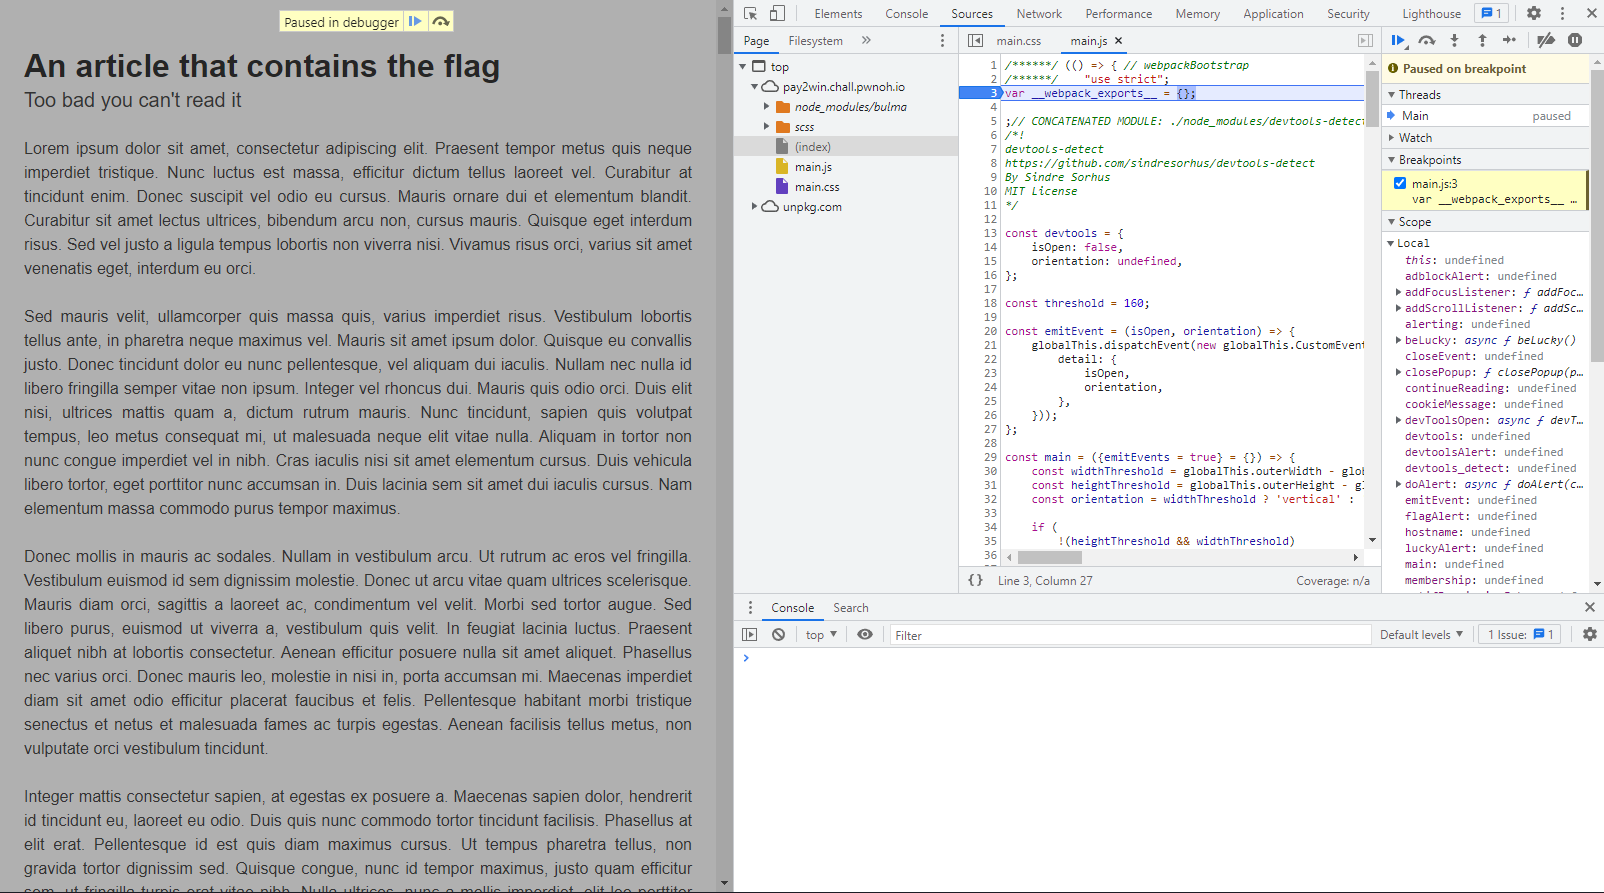 Paused in debugger
An article that contains the flag
Too bad you can't read it
Lorem ipsum dolor sit amet, consectetur adipiscing elit. Praesent tempor metus quis neque
imperdiet tristique. Nunc luctus est massa, efficitur dictum tellus laoreet vel. Curabitur at
tincidunt enim. Donec suscipit vel odio eu cursus. Mauris ornare dui et elementum blandit.
Curabitur sit amet lectus ultrices, bibendum arcu non, cursus mauris. Quisque eget interdum
risus. Sed vel justo a ligula tempus lobortis non viverra nisi. Vivamus risus orci, varius sit amet
venenatis eget, interdum eu orci.
Sed mauris velit, ullamcorper quis massa quis, varius imperdiet risus. Vestibulum lobortis
tellus ante, in pharetra neque maximus vel. Mauris sit amet ipsum dolor. Quisque eu convallis
justo. Donec tincidunt dolor eu nunc pellentesque, vel aliquam dui iaculis. Nullam nec nulla id
libero fringilla semper vitae non ipsum. Integer vel rhoncus dui. Mauris quis odio orci. Duis elit
nisi, ultrices mattis quam a, dictum rutrum mauris. Nunc tincidunt, sapien quis volutpat
tempus, leo metus consequat mi, ut malesuada neque elit vitae nulla. Aliquam in tortor non
nunc congue imperdiet vel in nibh. Cras iaculis nisi sit amet elementum cursus. Duis vehicula
libero tortor, eget porttitor nunc accumsan in. Duis lacinia sem sit amet dui iaculis cursus. Nam
elementum massa commodo purus tempor maximus.
Donec mollis in mauris ac sodales. Nullam in vestibulum arcu. Ut rutrum ac eros vel fringilla.
Vestibulum euismod id sem dignissim molestie. Donec ut arcu vitae quam ultrices scelerisque.
Mauris diam orci, sagittis a laoreet ac, condimentum vel velit. Morbi sed tortor augue. Sed
libero purus, euismod ut viverra a, vestibulum quis velit. In feugiat lacinia luctus. Praesent
aliquet nibh at lobortis consectetur. Aenean efficitur posuere nulla sit amet aliquet. Phasellus
nec varius orci. Donec mauris leo, molestie in nisi in, porta accumsan mi. Maecenas imperdiet
diam sit amet odio efficitur placerat faucibus et felis. Pellentesque habitant morbi tristique
senectus et netus et malesuada fames ac turpis egestas. Aenean facilisis tellus metus, non
vulputate orci vestibulum tincidunt.
Integer mattis consectetur sapien, at egestas ex posuere a. Maecenas sapien dolor, hendrerit
id tincidunt eu, laoreet eu odio. Duis quis nunc commodo tortor tincidunt facilisis. Phasellus at
elit erat. Pellentesque id est quis diam maximus cursus. Ut tempus pharetra tellus, non
gravida tortor dignissim sed. Quisque congue, nunc id tempor maximus, justo quam efficitur
sem, ut fringilla turpis erat vitae nibh. Nulla ultrices, nunc a mollis imperdiet, elit leo porttitor
Elements Console Sources Network Performance Memory Application Security Lighthouse 1
Page Filesystem »
top
pay2win.chall.pwnoh.io
node_modules/bulma
scss
(index)
main.js
main.css
unpkg.com
main.css main.js ×
1 /******/ (() => { // webpackBootstrap
2 /******/ "use strict";
3 var __webpack_exports__ = {};
4
5 ;// CONCATENATED MODULE: ./node_modules/devtools-detect
6 /*!
7 devtools-detect
8 https://github.com/sindresorhus/devtools-detect
9 By Sindre Sorhus
10 MIT License
11 */
12
13 const devtools = {
14 isOpen: false,
15 orientation: undefined,
16 };
17
18 const threshold = 160;
19
20 const emitEvent = (isOpen, orientation) => {
21 globalThis.dispatchEvent(new globalThis.CustomEvent
22 detail: {
23 isOpen,
24 orientation,
25 },
26 }));
27 };
28
29 const main = ({emitEvents = true} = {}) => {
30 const widthThreshold = globalThis.outerWidth - glob
31 const heightThreshold = globalThis.outerHeight - gl
32 const orientation = widthThreshold ? 'vertical' :
33
34 if (
35 !(heightThreshold && widthThreshold)
36
{} Line 3, Column 27 Coverage: n/a
Paused on breakpoint
Threads
Main paused
Watch
Breakpoints
main.js:3
var __webpack_exports__ …
Scope
Local
this: undefined
adblockAlert: undefined
addFocusListener: ƒ addFoc…
addScrollListener: ƒ addSc…
alerting: undefined
beLucky: async ƒ beLucky()
closeEvent: undefined
closePopup: ƒ closePopup(p…
continueReading: undefined
cookieMessage: undefined
devToolsOpen: async ƒ devT…
devtools: undefined
devtoolsAlert: undefined
devtools_detect: undefined
doAlert: async ƒ doAlert(c…
emitEvent: undefined
flagAlert: undefined
hostname: undefined
luckyAlert: undefined
main: undefined
membership: undefined
Console Search
top Filter Default levels 1 Issue: 1